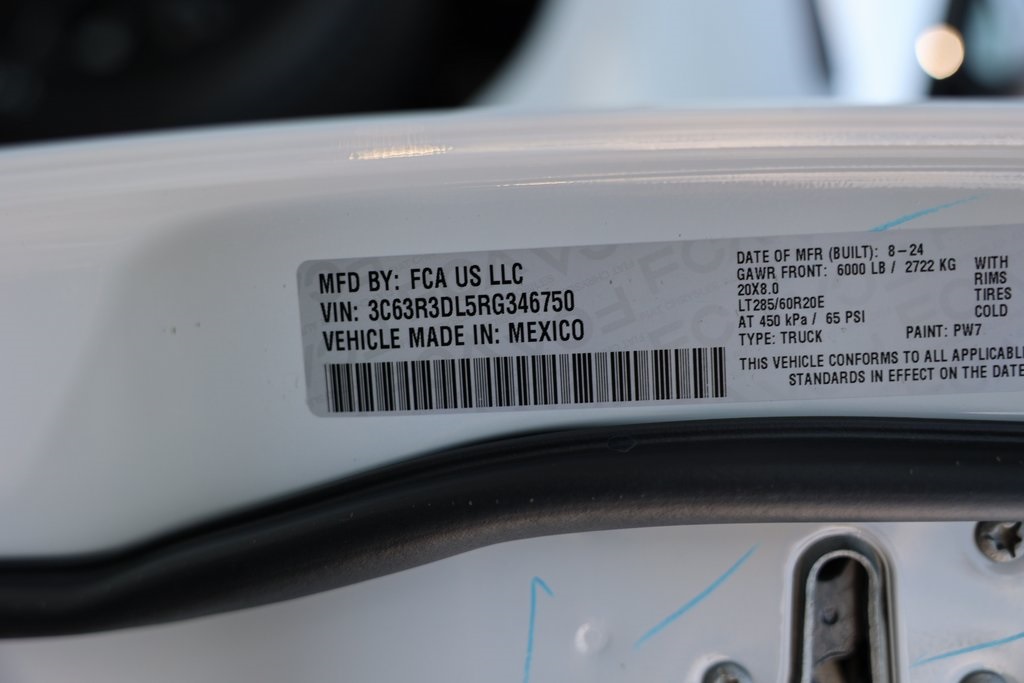 MFD BY: FCA US LLC
VIN: 3C63R3DL5RG346750
VEHICLE MADE IN: MEXICO
DATE OF MFR (BUILT): 8-24
GAWR FRONT: 6000 LB / 2722 KG WITH
20X8.0 RIMS
LT285/60R20E TIRES
AT 450 kPa / 65 PSI COLD
TYPE: TRUCK PAINT: PW7
THIS VEHICLE CONFORMS TO ALL APPLICABL
STANDARDS IN EFFECT ON THE DATE